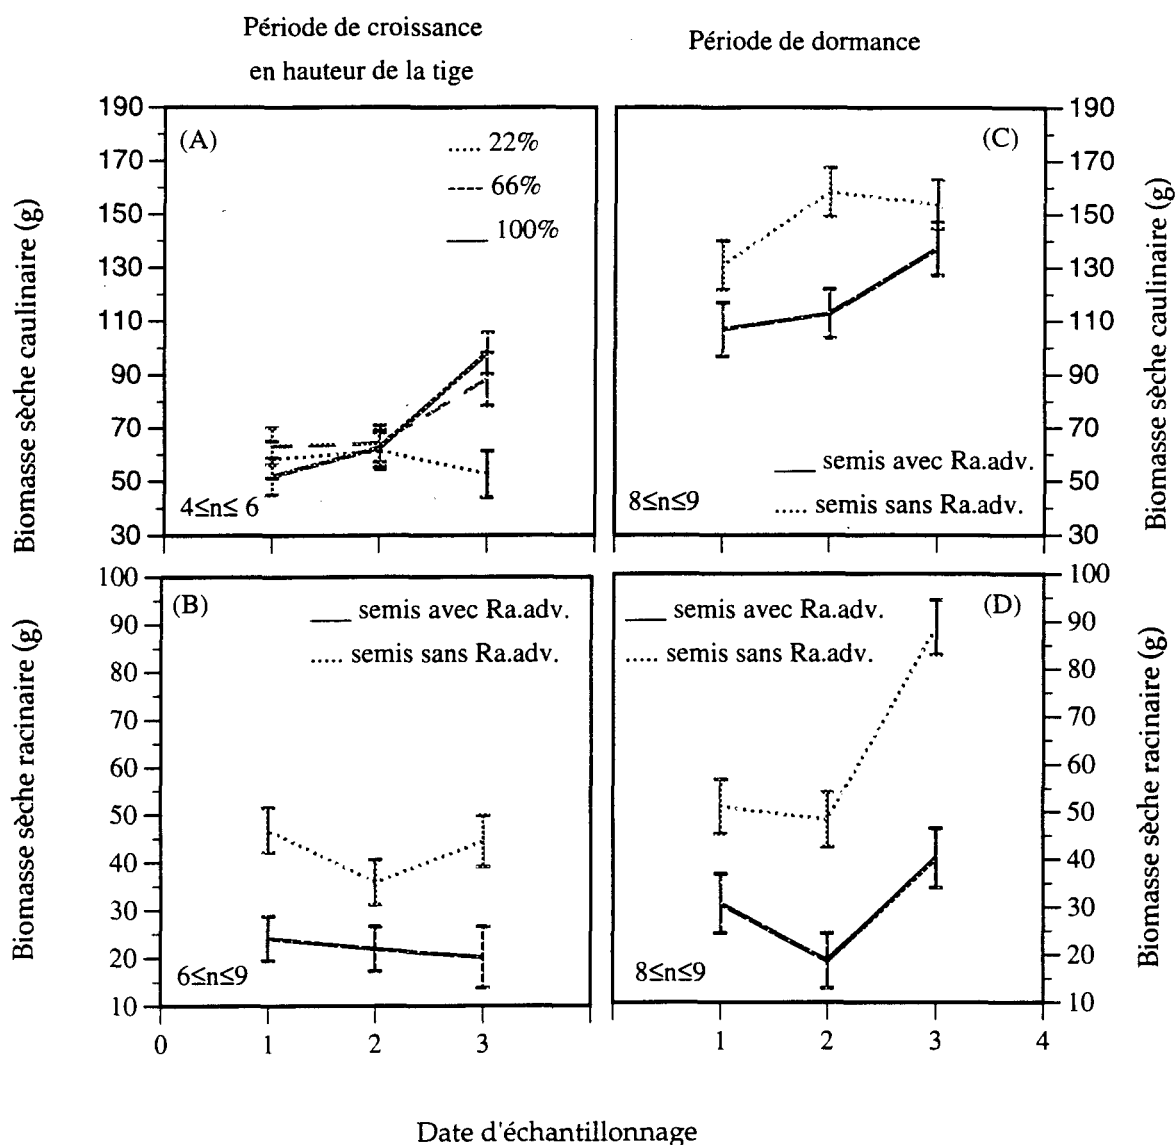 Période de croissance
en hauteur de la tige
Période de dormance
Biomasse sèche caulinaire (g)
190
170
150
130
110
90
70
50
30
(A)
22%
66%
100%
4≤n≤ 6
(C)
8≤n≤9
semis avec Ra.adv.
semis sans Ra.adv.
190
170
150
130
110
90
70
50
30
Biomasse sèche caulinaire (g)
Biomasse sèche racinaire (g)
100
90
80
70
60
50
40
30
20
10
(B)
semis avec Ra.adv.
semis sans Ra.adv.
6≤n≤9
0 1 2 3
semis avec Ra.adv.
(D)
semis sans Ra.adv.
8≤n≤9
1 2 3 4
100
90
80
70
60
50
40
30
20
10
Biomasse sèche racinaire (g)
Date d'échantillonnage